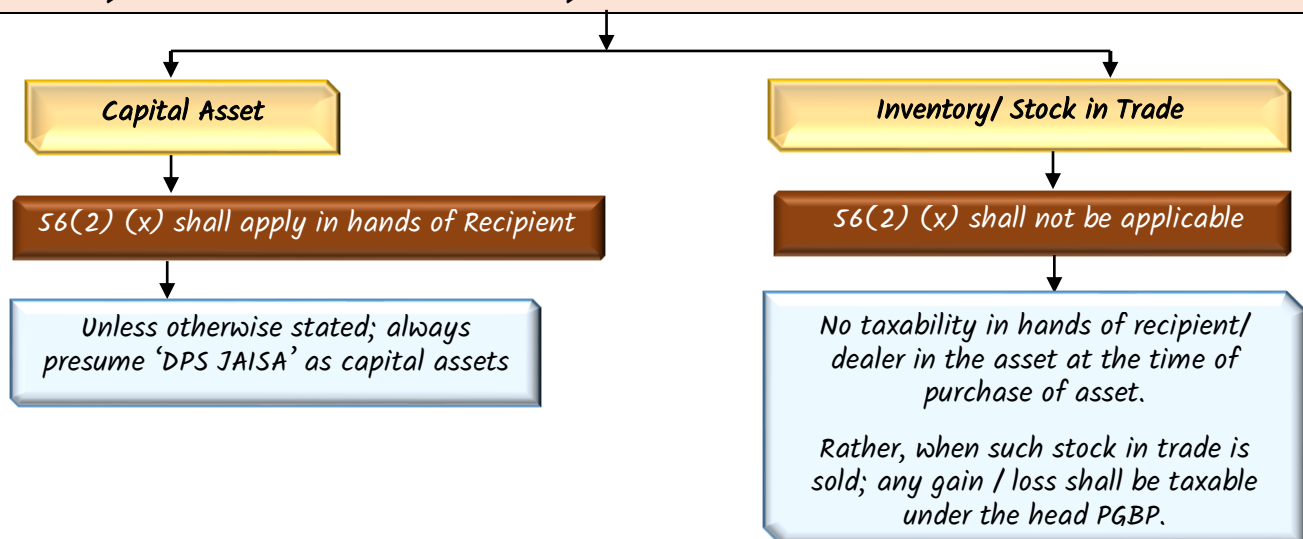 Capital Asset
Inventory/ Stock in Trade
56(2) (x) shall apply in hands of Recipient
56(2) (x) shall not be applicable
Unless otherwise stated; always
presume ‘DPS JAISA’ as capital assets
No taxability in hands of recipient/
dealer in the asset at the time of
purchase of asset.
Rather, when such stock in trade is
sold; any gain / loss shall be taxable
under the head PGBP.